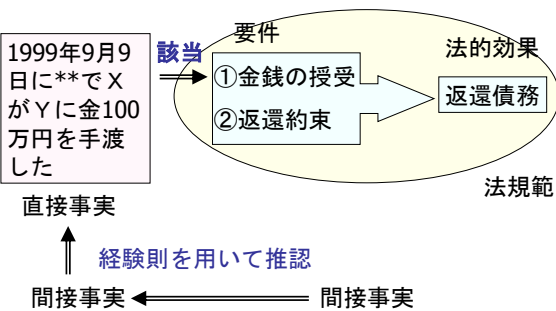 1999年9月9
日に**でX
がYに金100
万円を手渡
した
該当
要件
①金銭の授受
②返還約束
法的効果
返還債務
法規範
直接事実
経験則を用いて推認
間接事実
間接事実